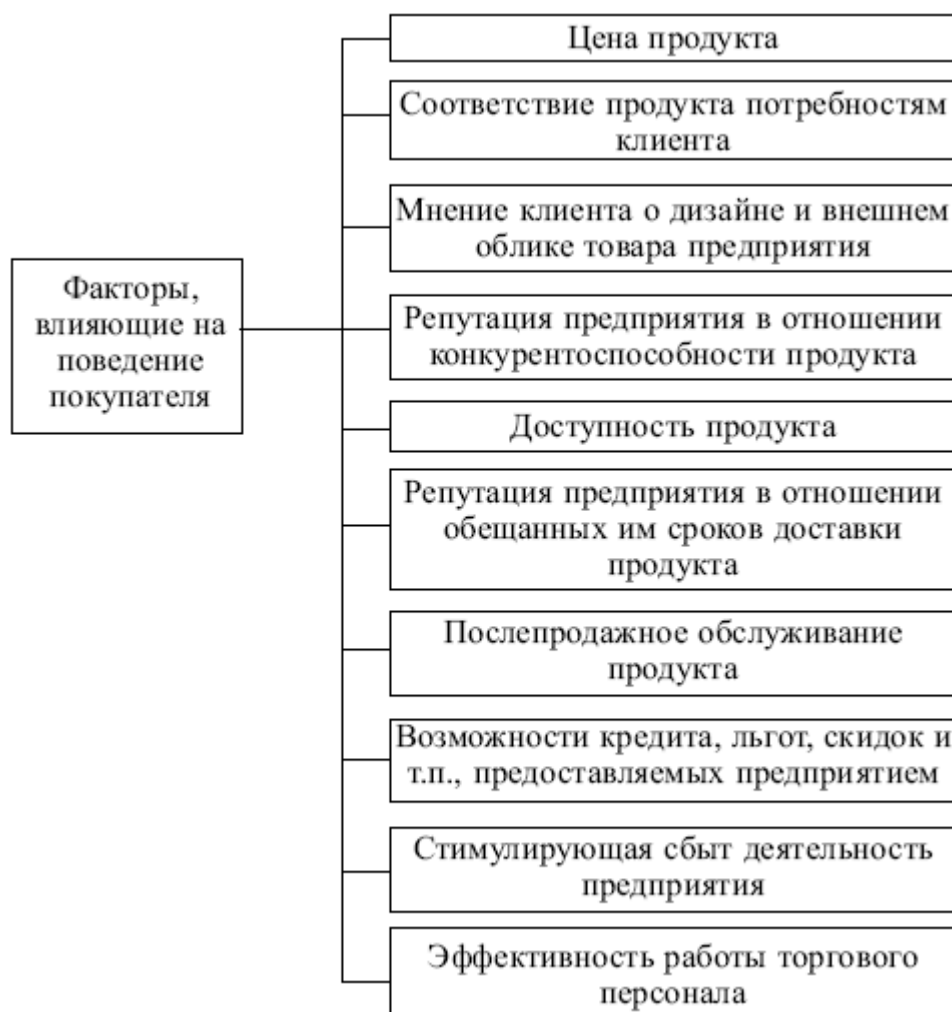 Цена продукта
Соответствие продукта потребностям
клиента
Мнение клиента о дизайне и внешнем
облике товара предприятия
Факторы,
влияющие на
поведение
покупателя
Репутация предприятия в отношении
конкурентоспособности продукта
Доступность продукта
Репутация предприятия в отношении
обещанных им сроков доставки
продукта
Послепродажное обслуживание
продукта
Возможности кредита, льгот, скидок и
т.п., предоставляемых предприятием
Стимулирующая сбыт деятельность
предприятия
Эффективность работы торгового
персонала